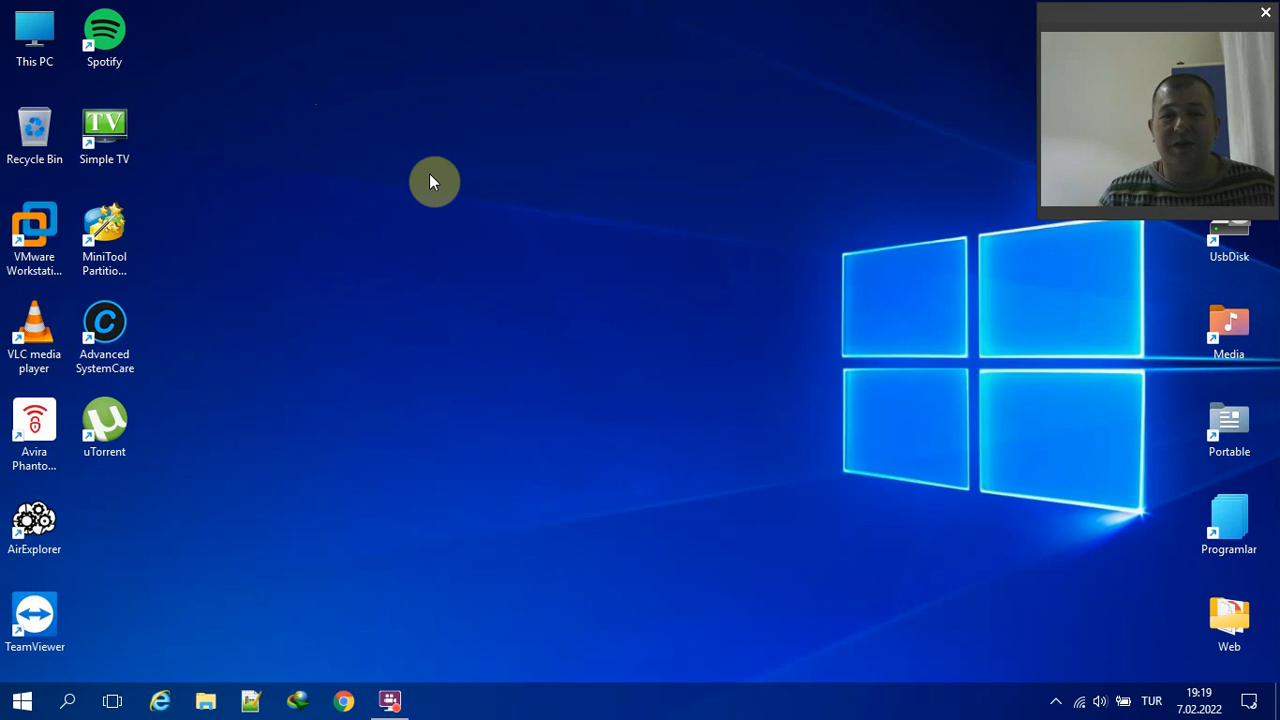 This PC
Spotify
Recycle Bin
TV
Simple TV
VMware
Workstati...
MiniTool
Partitio...
VLC media
player
Advanced
SystemCare
Avira
Phanto...
µ
uTorrent
AirExplorer
TeamViewer
UsbDisk
Media
Portable
Programlar
Web
TUR
19:19
7.02.2022